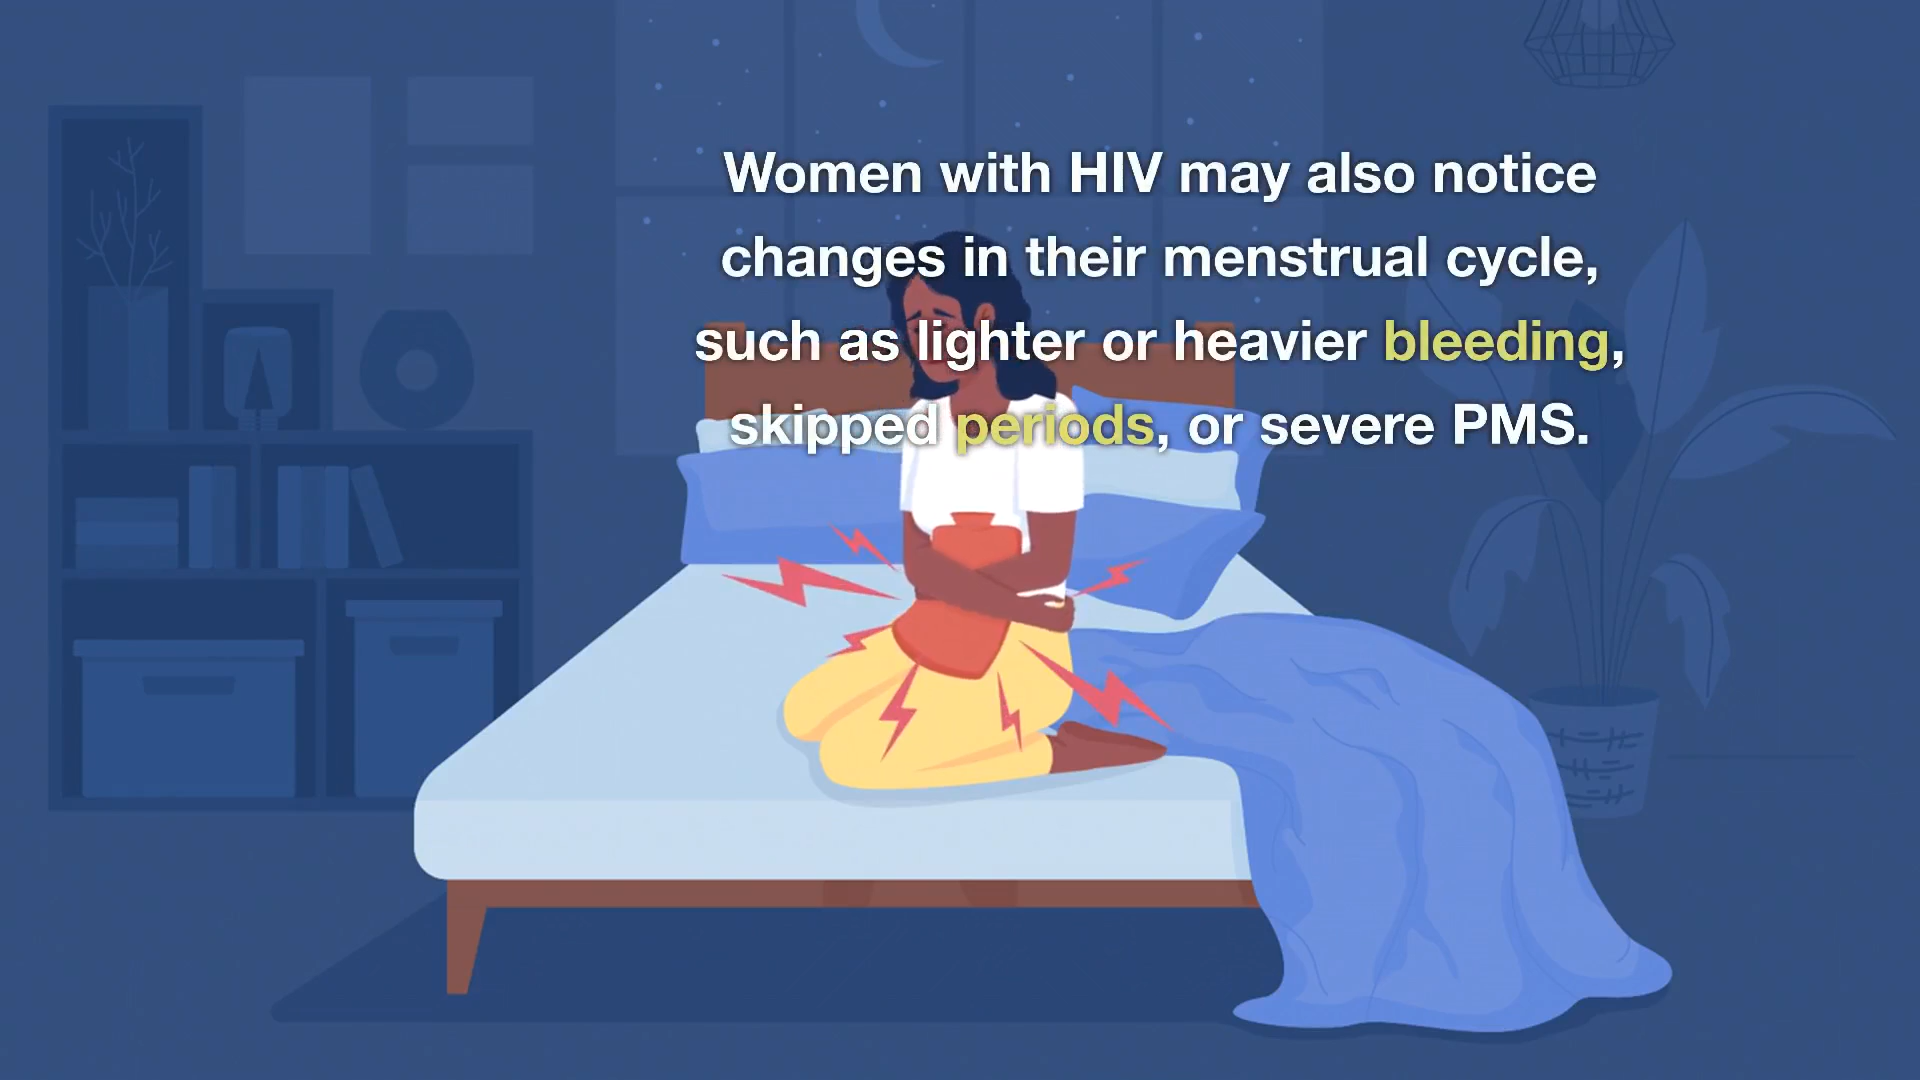 Women with HIV may also notice
changes in their menstrual cycle,
such as lighter or heavier bleeding,
skipped periods, or severe PMS.